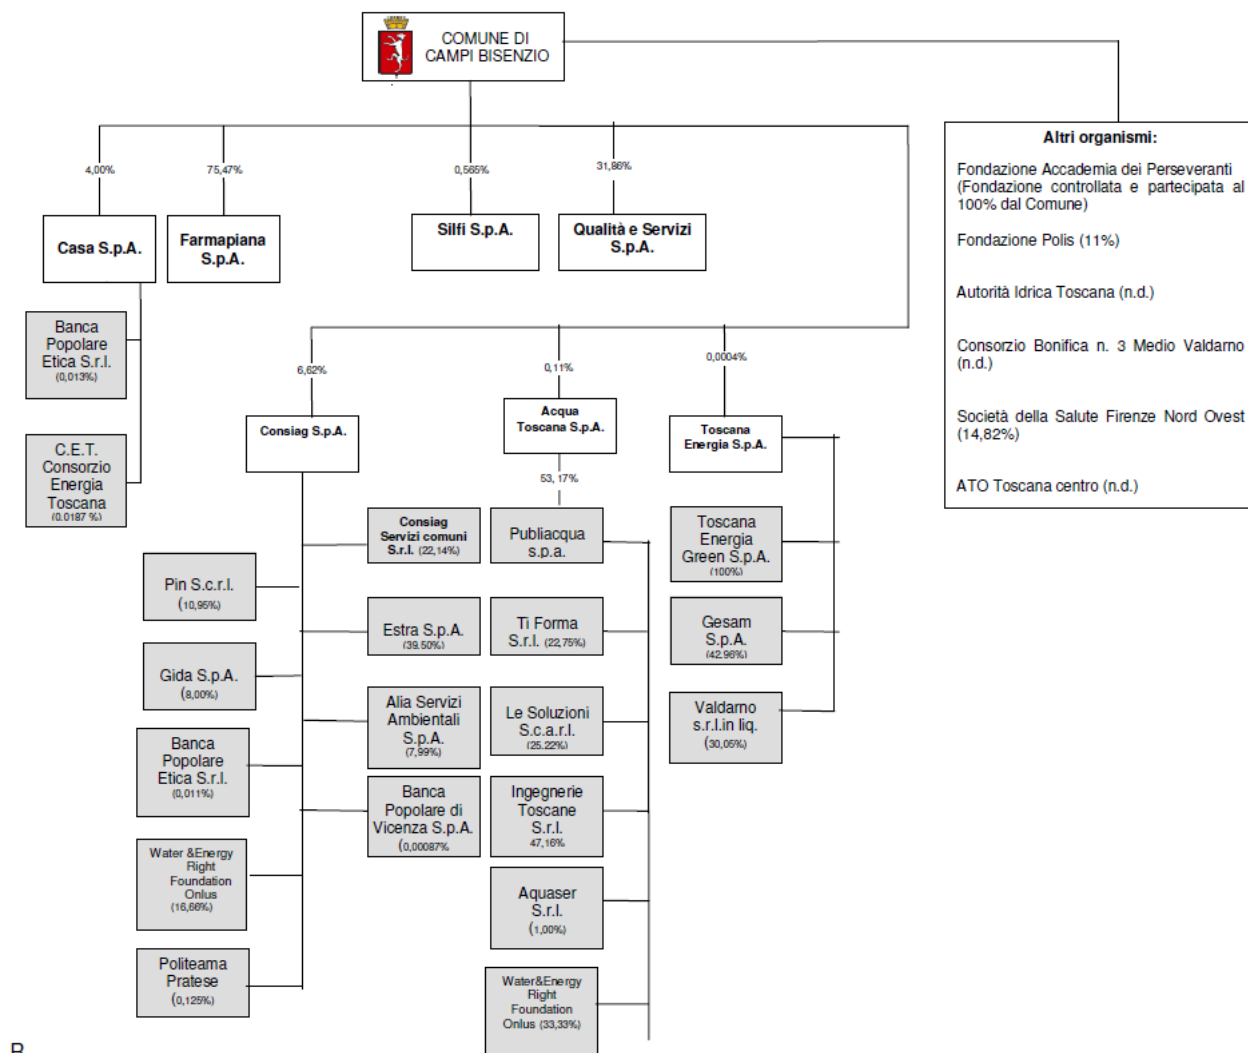 COMUNE DI
CAMPI BISENZIO
4,00%
75,47%
0,565%
31,86%
Casa S.p.A.
Farmapiana
S.p.A.
Silfi S.p.A.
Qualità e Servizi
S.p.A.
Altri organismi:
Fondazione Accademia dei Perseveranti
(Fondazione controllata e partecipata al
100% dal Comune)
Fondazione Polis (11%)
Autorità Idrica Toscana (n.d.)
Consorzio Bonifica n. 3 Medio Valdarno
(n.d.)
Società della Salute Firenze Nord Ovest
(14,82%)
ATO Toscana centro (n.d.)
Banca
Popolare
Etica S.r.l.
(0,013%)
C.E.T.
Consorzio
Energia
Toscana
(0.0187 %)
6,62%
0,11%
0,0004%
Consiag S.p.A.
Acqua
Toscana S.p.A.
Toscana
Energia S.p.A.
53, 17%
Pin S.c.r.l.
(10,95%)
Gida S.p.A.
(8,00%)
Banca
Popolare
Etica S.r.l.
(0,011%)
Water &Energy
Right
Foundation
Onlus
(16,66%)
Politeama
Pratese
(0,125%)
Consiag
Servizi comuni
S.r.l. (22,14%)
Estra S.p.A.
(39.50%)
Alia Servizi
Ambientali
S.p.A.
(7,99%)
Banca
Popolare di
Vicenza S.p.A.
(0,00087%
Publiacqua
s.p.a.
Ti Forma
S.r.l. (22,75%)
Le Soluzioni
S.c.a.r.l.
(25.22%)
Ingegnerie
Toscane
S.r.l.
47,16%
Aquaser
S.r.l.
(1,00%)
Water&Energy
Right
Foundation
Onlus (33,33%)
Toscana
Energia
Green S.p.A.
(100%)
Gesam
S.p.A.
(42.96%)
Valdarno
s.r.l.in liq.
(30,05%)